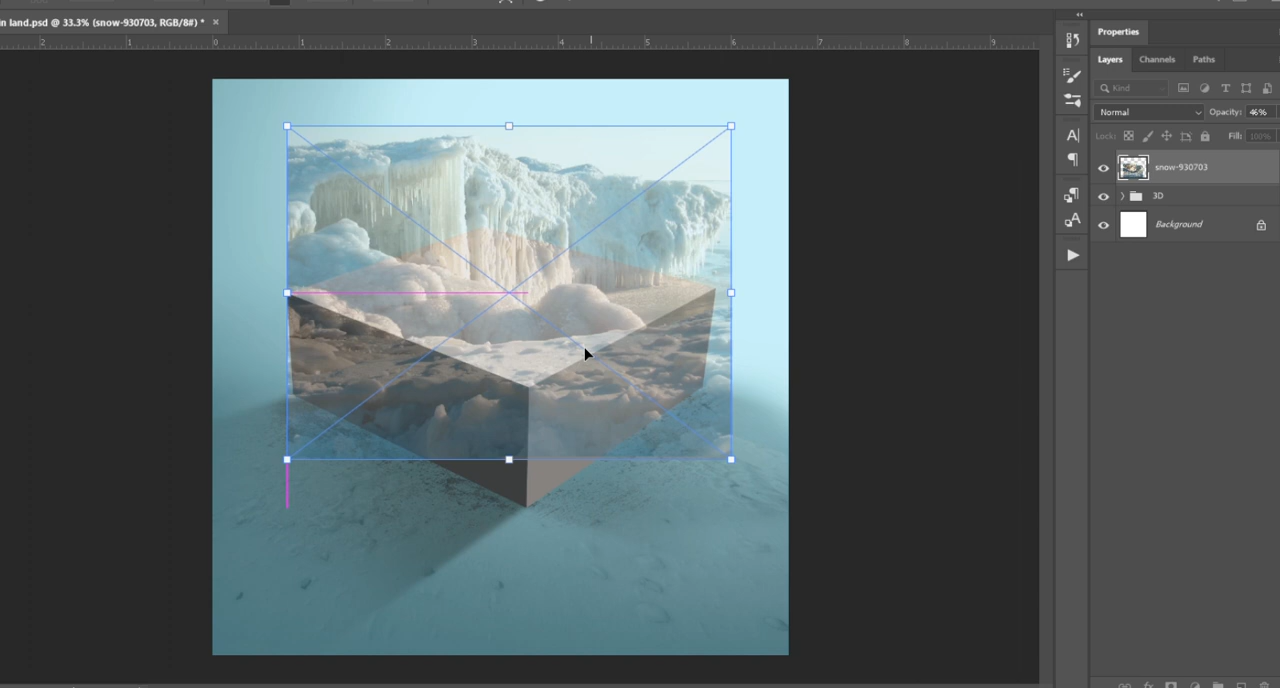 in land.psd @ 33.3% (snow-930703, RGB/8#) * ×
2 1 0 1 2 3 4 5 6 7 8 9
Properties
Layers Channels Paths
Kind
Normal Opacity: 46%
Lock: Fill: 100%
snow-930703
3D
Background